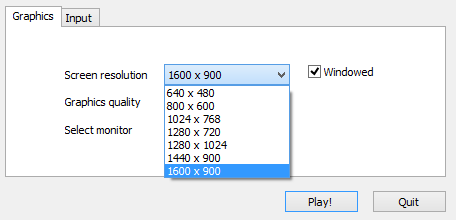 Graphics Input
Screen resolution 1600 x 900 Windowed
640 x 480
Graphics quality 800 x 600
1024 x 768
Select monitor 1280 x 720
1280 x 1024
1440 x 900
1600 x 900
Play! Quit